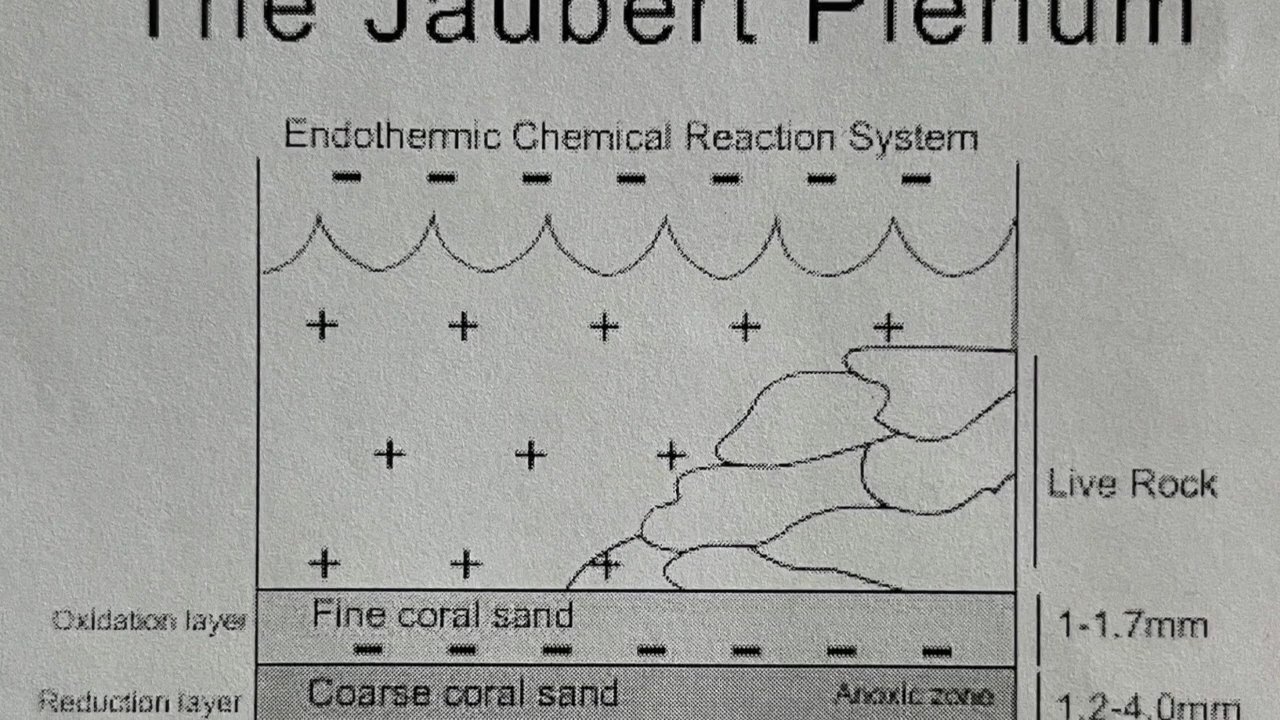 The Jaubert Plenum
Endothermic Chemical Reaction System
Live Rock
Oxidation layer
Fine coral sand
1-1.7mm
Reduction layer
Coarse coral sand
Anoxic zone
1.2-4.0mm